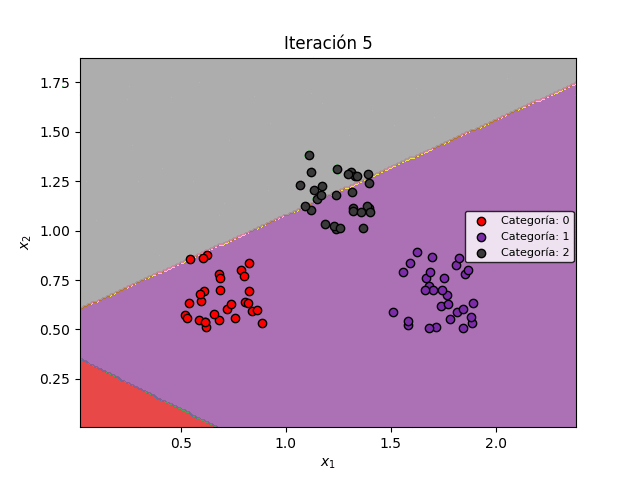 Iteración 5
1.75
1.50
1.25
1.00
0.75
0.50
0.25
x₂
Categoría: 0
Categoría: 1
Categoría: 2
0.5 1.0 1.5 2.0
x₁